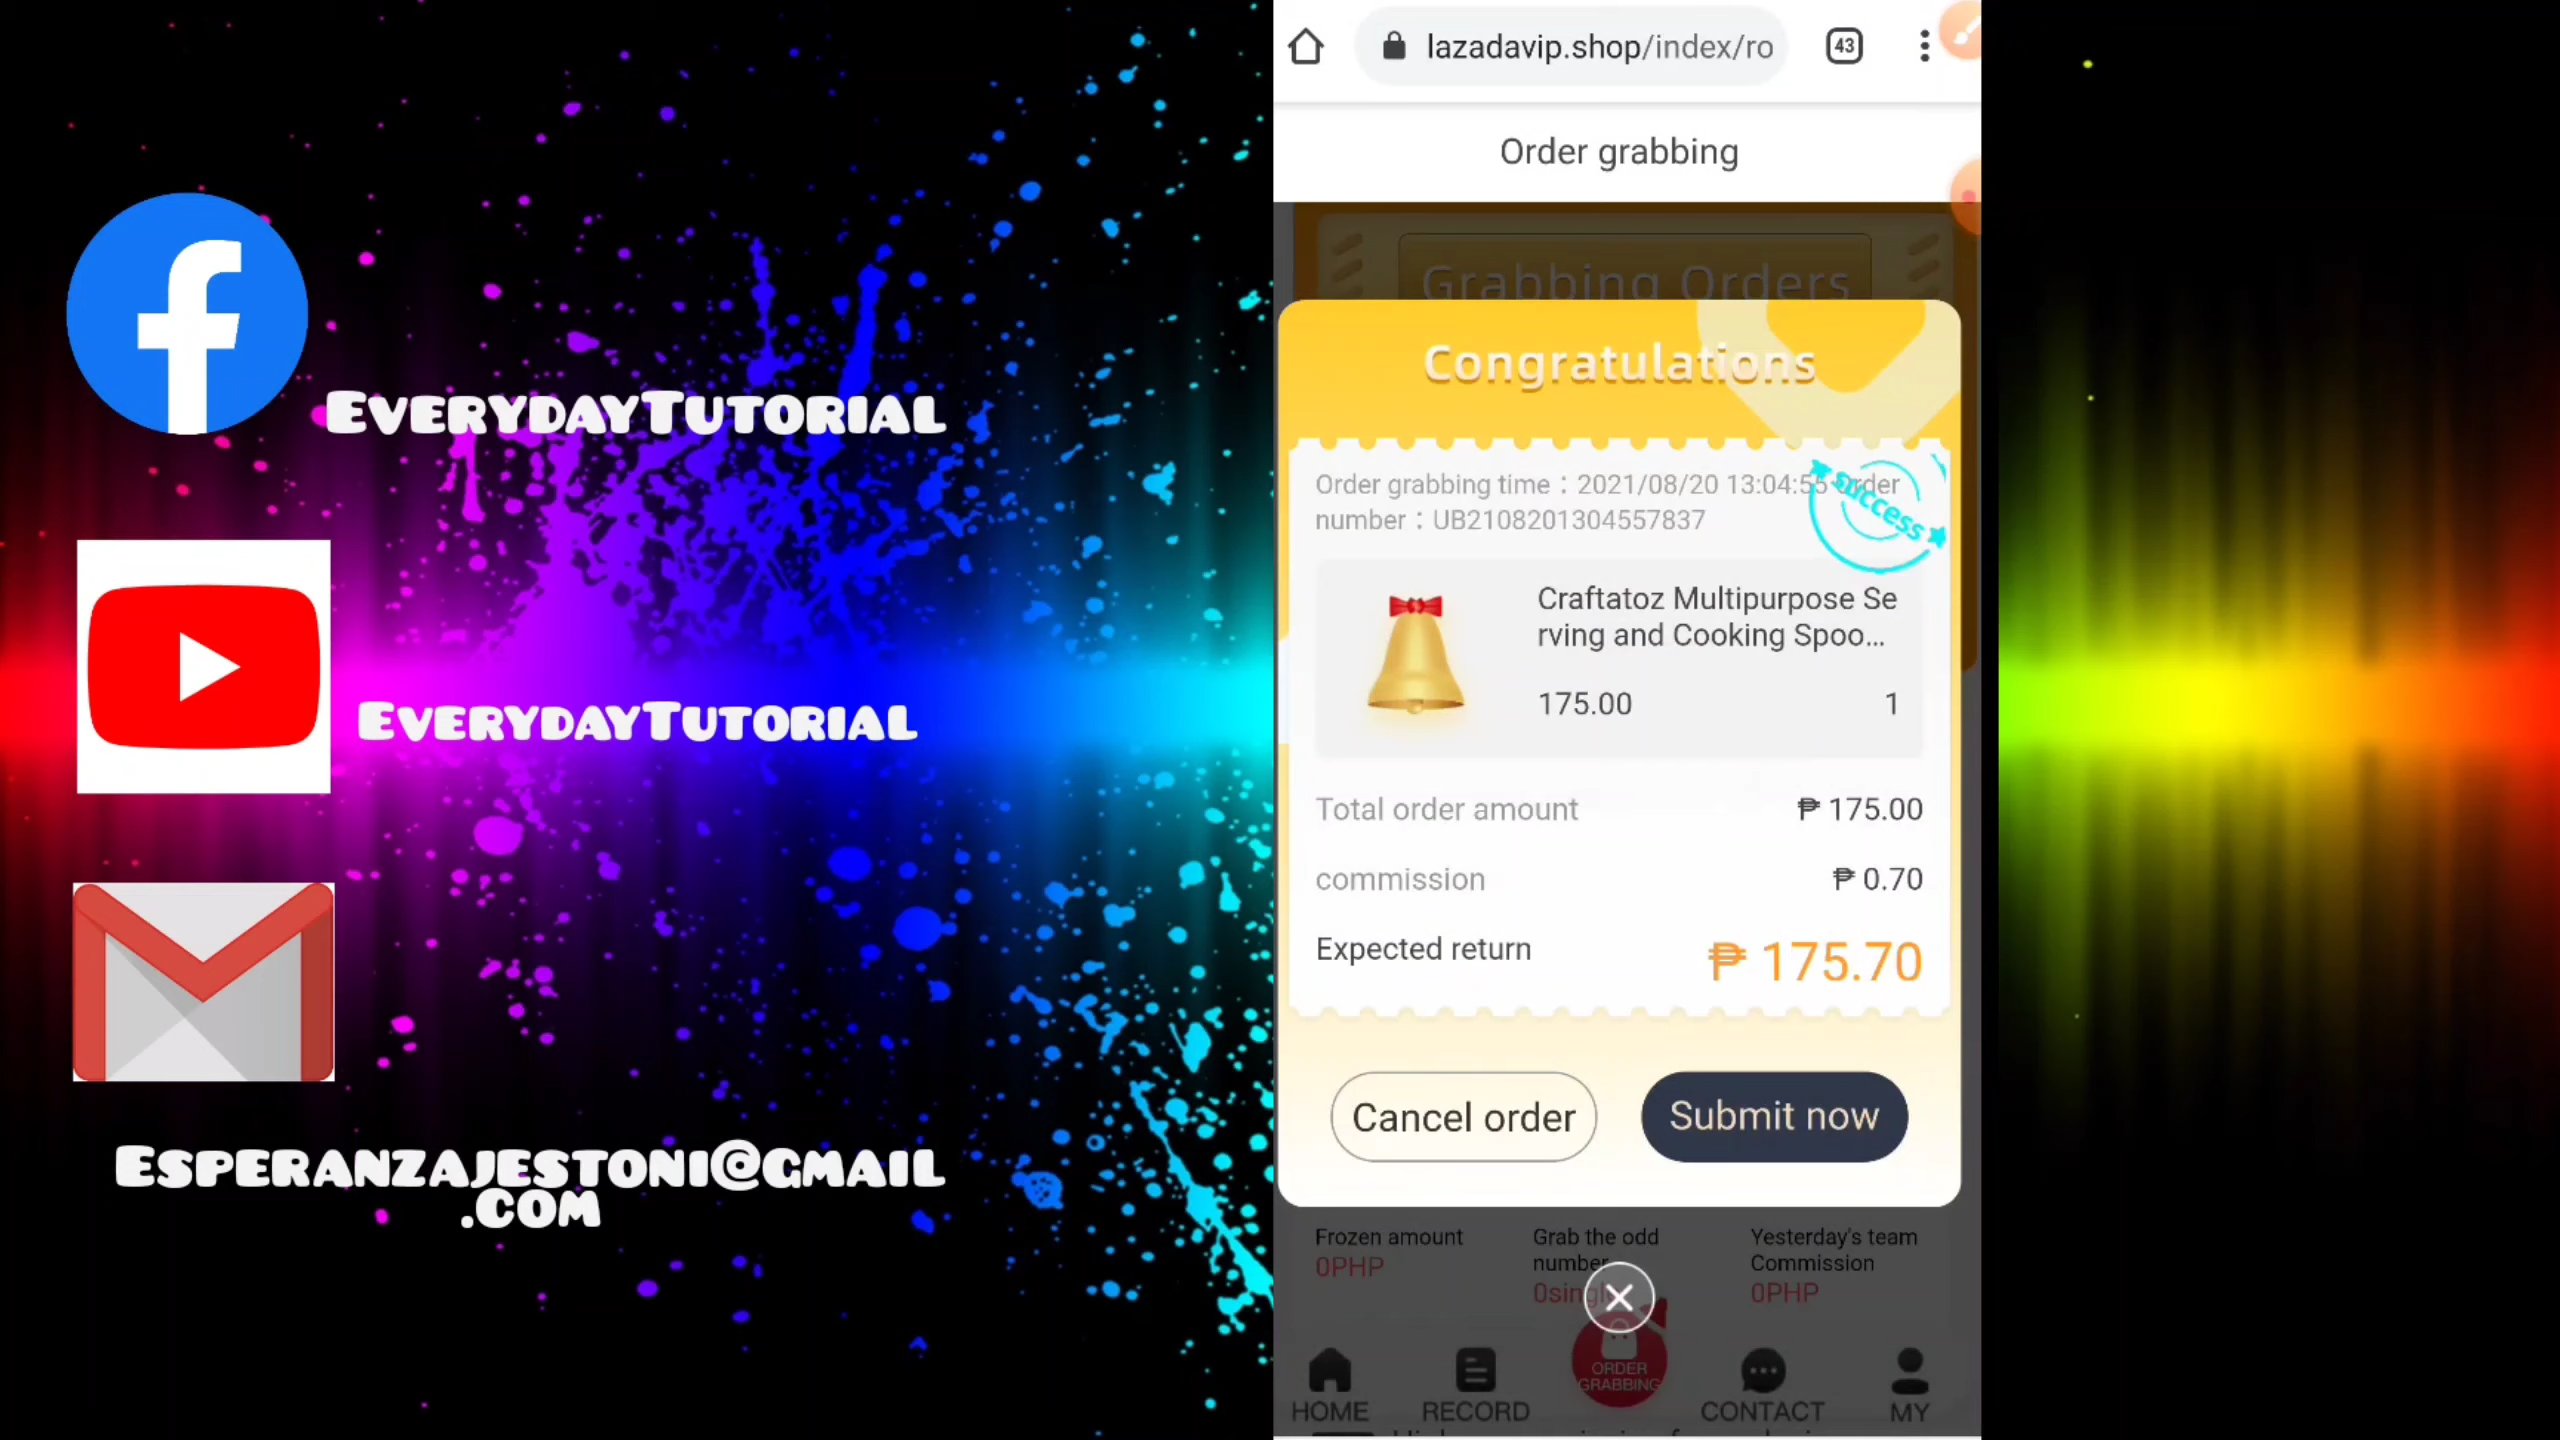 EverydayTutorial
EverydayTutorial
Esperanzajestoni@gmail
.com
lazadavip.shop/index/ro
43
Order grabbing
Grabbing Orders
Congratulations
Order grabbing time：2021/08/20 13:04:55 order
number：UB2108201304557837
success
Craftatoz Multipurpose Se
rving and Cooking Spoo...
175.00 1
Total order amount ₱ 175.00
commission ₱ 0.70
Expected return ₱ 175.70
Cancel order Submit now
Frozen amount
0PHP
Grab the odd
number
0singl
Yesterday's team
Commission
0PHP
ORDER
GRABBING
HOME RECORD CONTACT MY